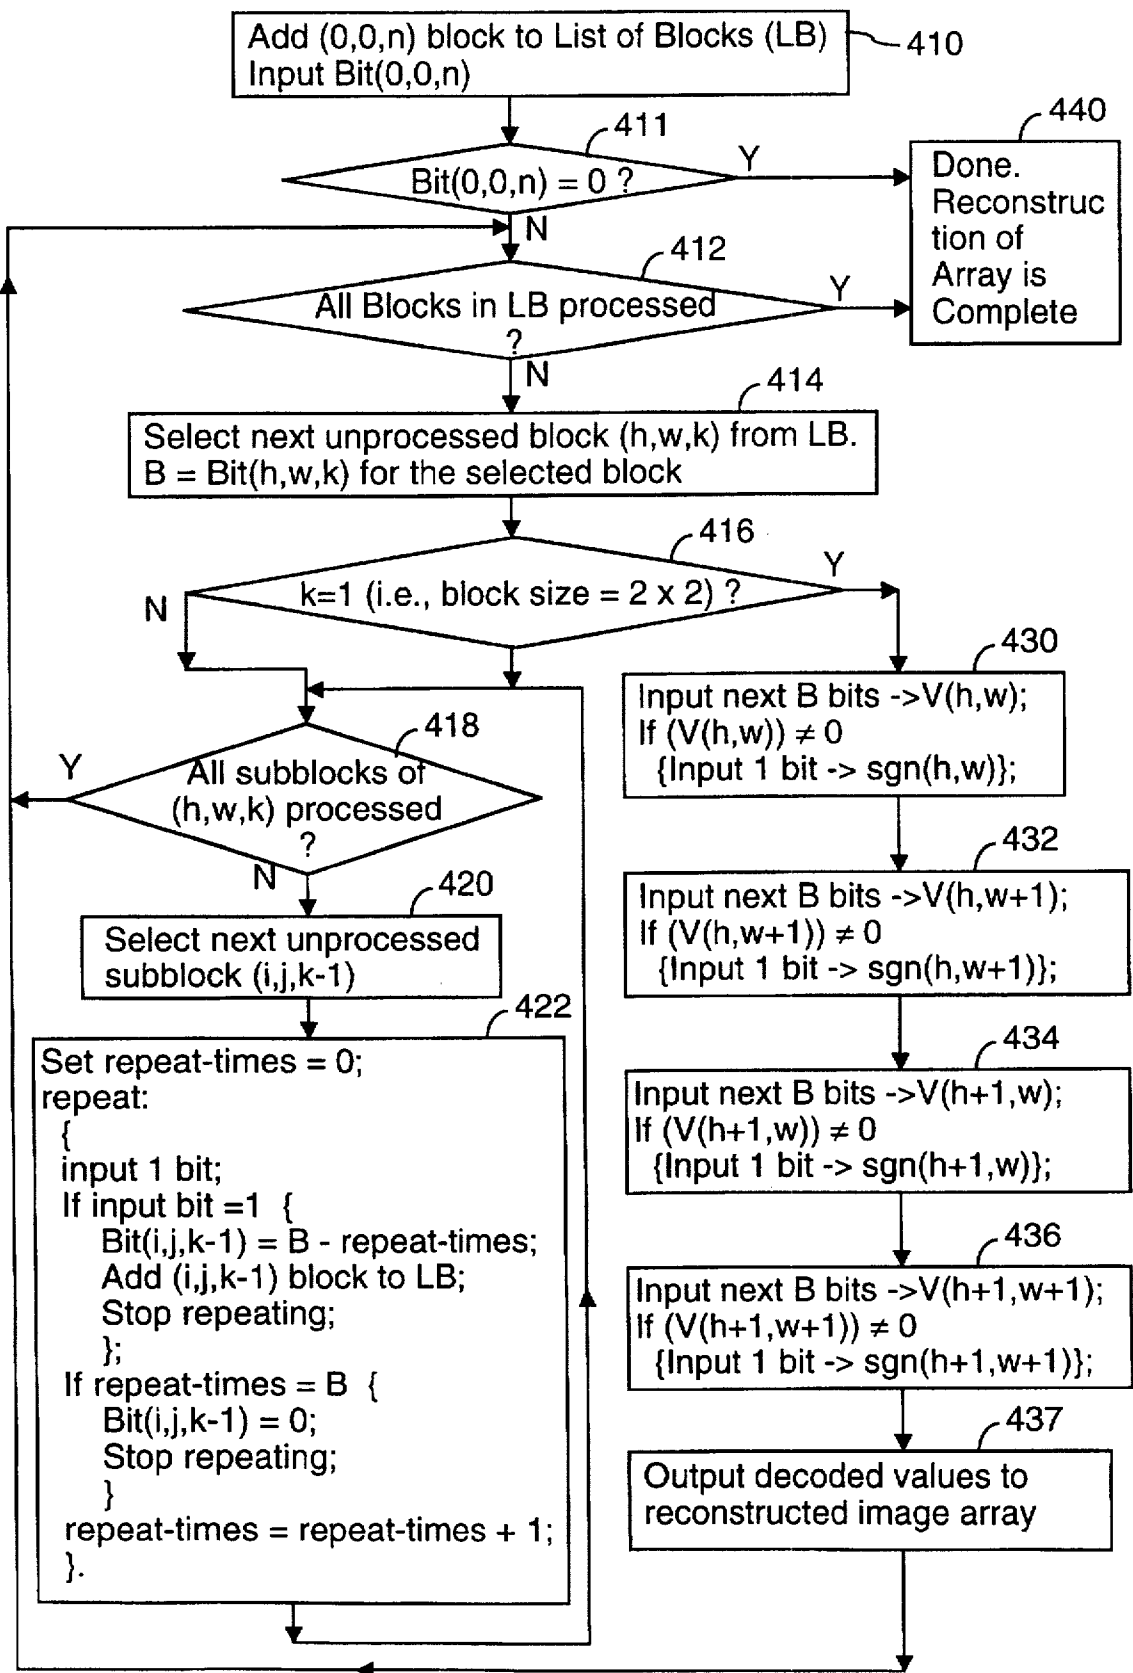 Add (0,0,n) block to List of Blocks (LB)
Input Bit(0,0,n)
410
411
Bit(0,0,n) = 0 ?
Y
N
440
Done.
Reconstruc
tion of
Array is
Complete
412
All Blocks in LB processed
?
Y
N
414
Select next unprocessed block (h,w,k) from LB.
B = Bit(h,w,k) for the selected block
416
k=1 (i.e., block size = 2 x 2) ?
Y
N
418
All subblocks of
(h,w,k) processed
?
Y
N
420
Select next unprocessed
subblock (i,j,k-1)
422
Set repeat-times = 0;
repeat:
{
input 1 bit;
If input bit =1 {
Bit(i,j,k-1) = B - repeat-times;
Add (i,j,k-1) block to LB;
Stop repeating;
};
If repeat-times = B {
Bit(i,j,k-1) = 0;
Stop repeating;
}
repeat-times = repeat-times + 1;
}.
430
Input next B bits ->V(h,w);
If (V(h,w)) ≠ 0
{Input 1 bit -> sgn(h,w)};
432
Input next B bits ->V(h,w+1);
If (V(h,w+1)) ≠ 0
{Input 1 bit -> sgn(h,w+1)};
434
Input next B bits ->V(h+1,w);
If (V(h+1,w)) ≠ 0
{Input 1 bit -> sgn(h+1,w)};
436
Input next B bits ->V(h+1,w+1);
If (V(h+1,w+1)) ≠ 0
{Input 1 bit -> sgn(h+1,w+1)};
437
Output decoded values to
reconstructed image array